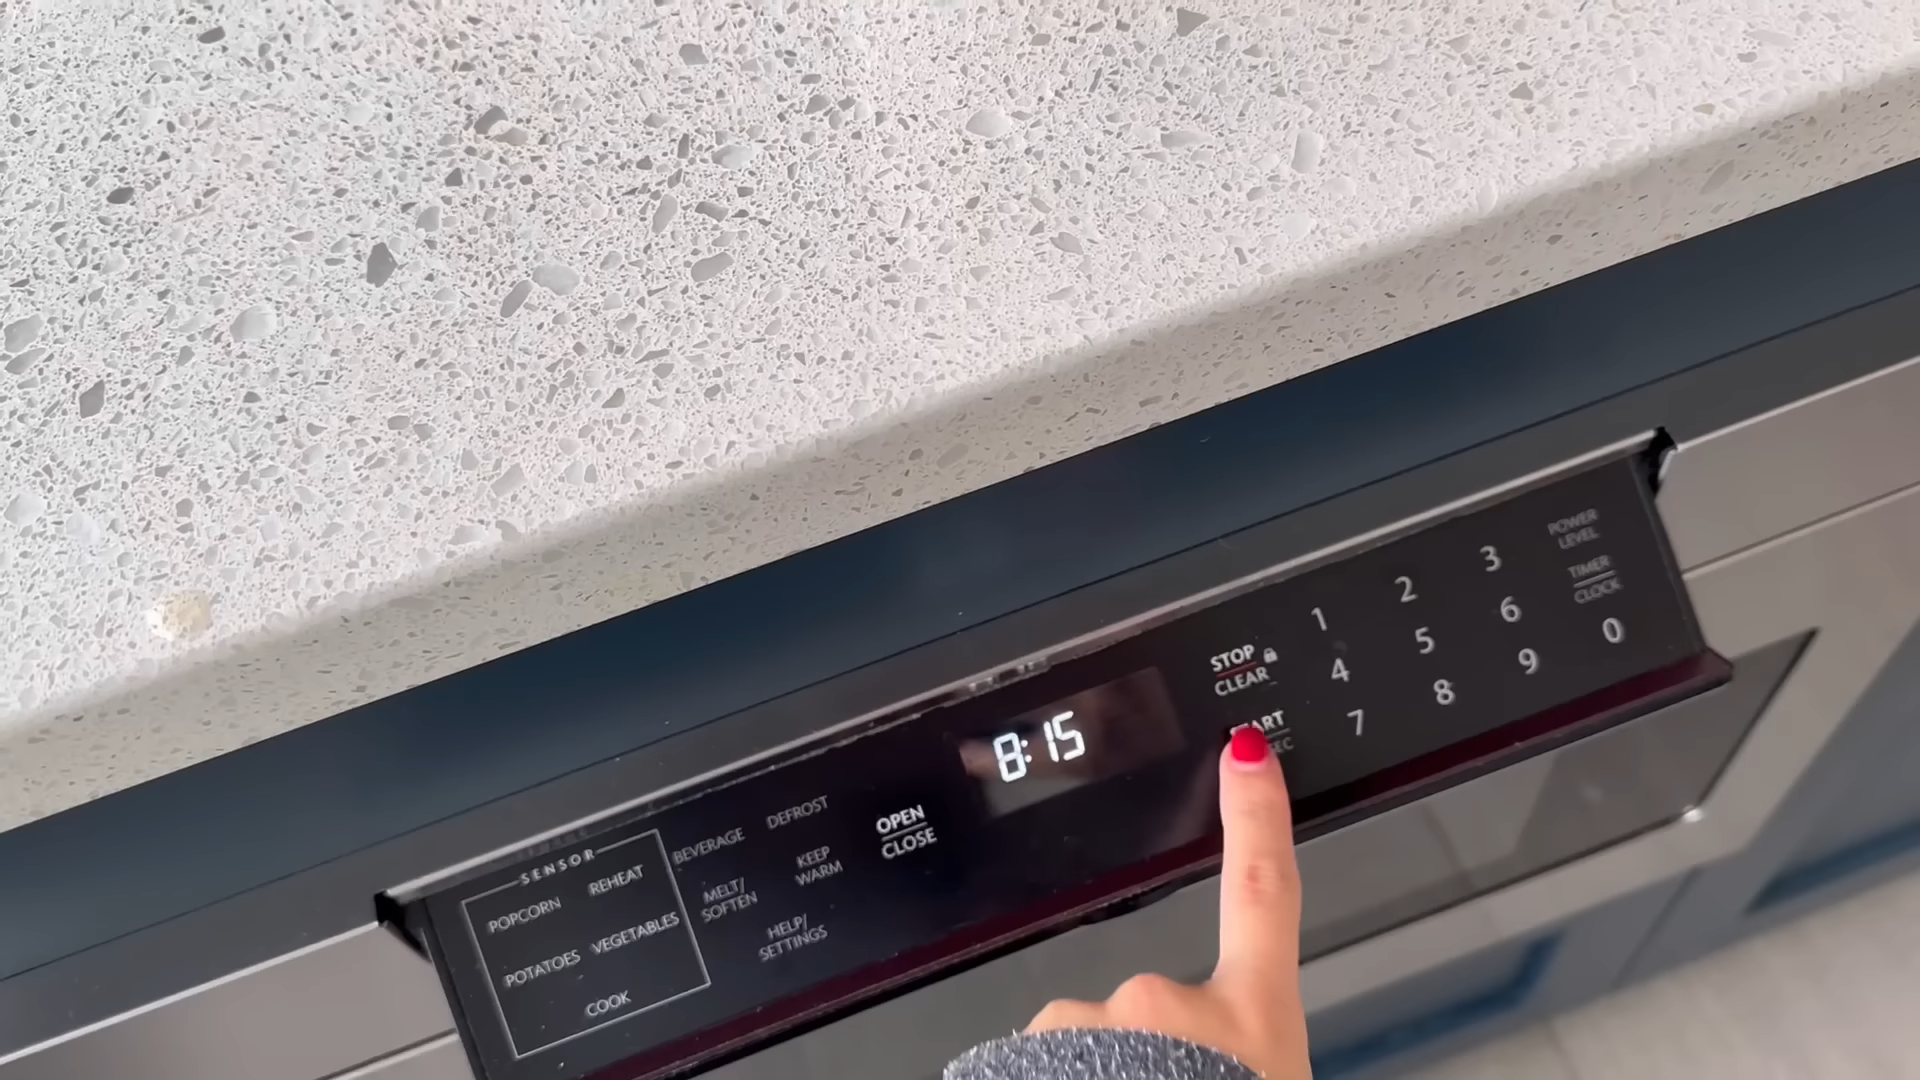 SENSOR
POPCORN
REHEAT
POTATOES
VEGETABLES
COOK
BEVERAGE
DEFROST
MELT/
SOFTEN
KEEP
WARM
HELP/
SETTINGS
OPEN
CLOSE
8:15
STOP
CLEAR
SEC
1 2 3
4 5 6
7 8 9 0
POWER
LEVEL
TIMER
CLOCK